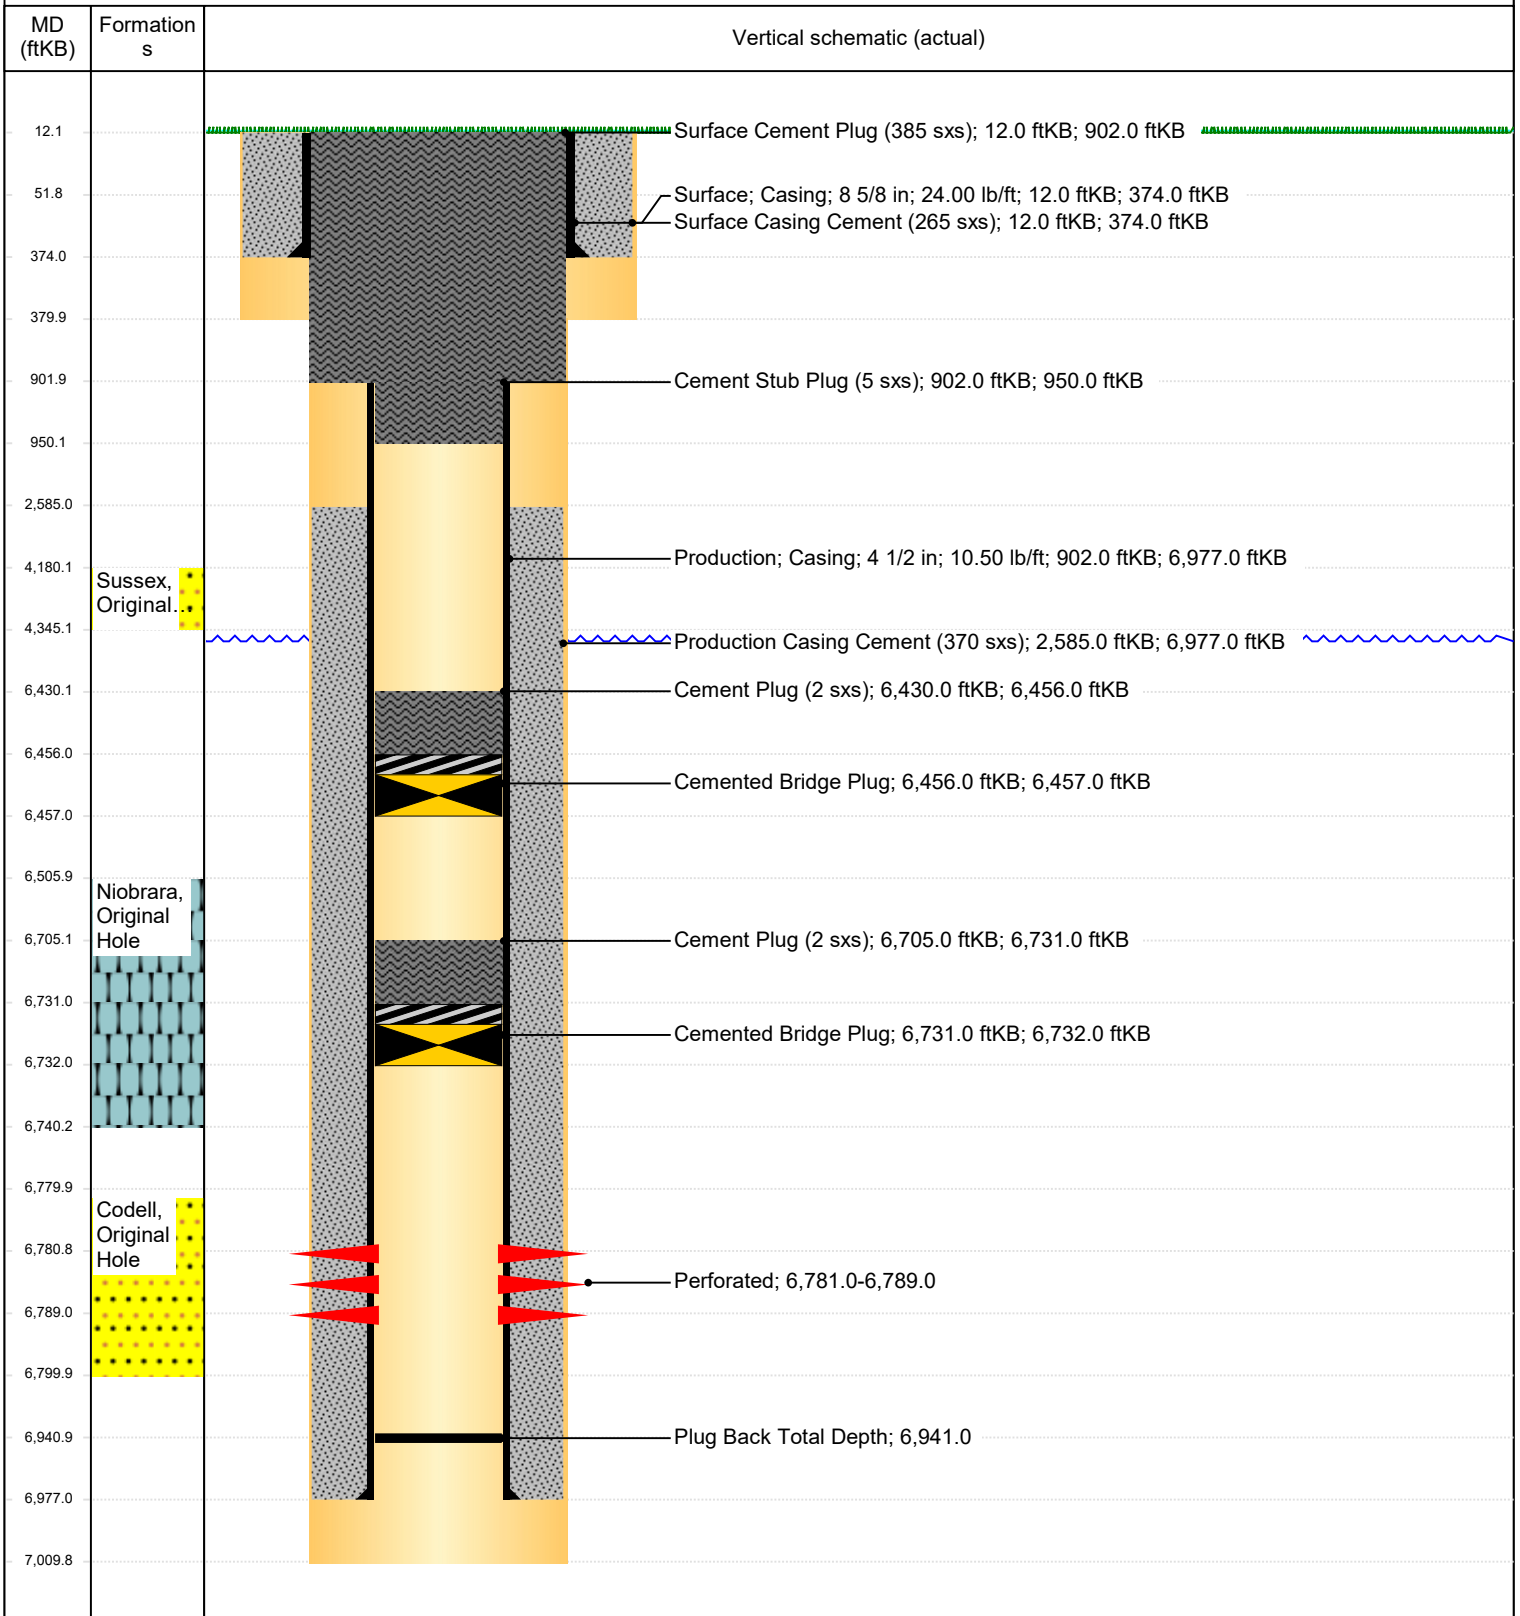 MD
(ftKB)
Formation
s
Vertical schematic (actual)
12.1
Surface Cement Plug (385 sxs); 12.0 ftKB; 902.0 ftKB
51.8
Surface; Casing; 8 5/8 in; 24.00 lb/ft; 12.0 ftKB; 374.0 ftKB
Surface Casing Cement (265 sxs); 12.0 ftKB; 374.0 ftKB
374.0
379.9
901.9
Cement Stub Plug (5 sxs); 902.0 ftKB; 950.0 ftKB
950.1
2,585.0
Production; Casing; 4 1/2 in; 10.50 lb/ft; 902.0 ftKB; 6,977.0 ftKB
4,180.1
Sussex,
Original...
4,345.1
Production Casing Cement (370 sxs); 2,585.0 ftKB; 6,977.0 ftKB
6,430.1
Cement Plug (2 sxs); 6,430.0 ftKB; 6,456.0 ftKB
6,456.0
Cemented Bridge Plug; 6,456.0 ftKB; 6,457.0 ftKB
6,457.0
6,505.9
Niobrara,
Original
Hole
6,705.1
Cement Plug (2 sxs); 6,705.0 ftKB; 6,731.0 ftKB
6,731.0
Cemented Bridge Plug; 6,731.0 ftKB; 6,732.0 ftKB
6,732.0
6,740.2
6,779.9
Codell,
Original
Hole
6,780.8
Perforated; 6,781.0-6,789.0
6,789.0
6,799.9
6,940.9
Plug Back Total Depth; 6,941.0
6,977.0
7,009.8